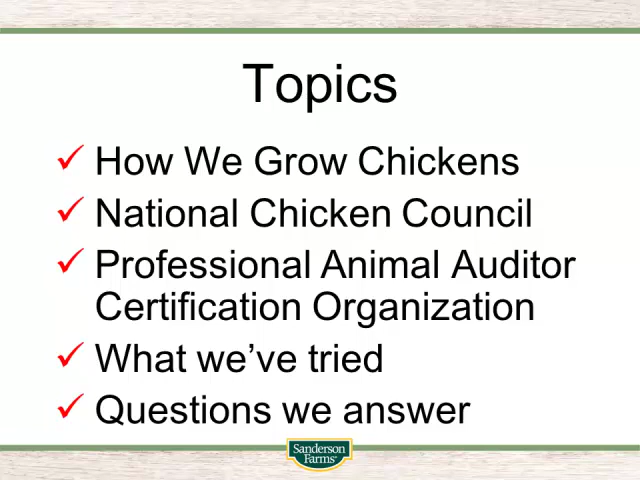 Topics
✓ How We Grow Chickens
✓ National Chicken Council
✓ Professional Animal Auditor
Certification Organization
✓ What we've tried
✓ Questions we answer
Sanderson
Farms®